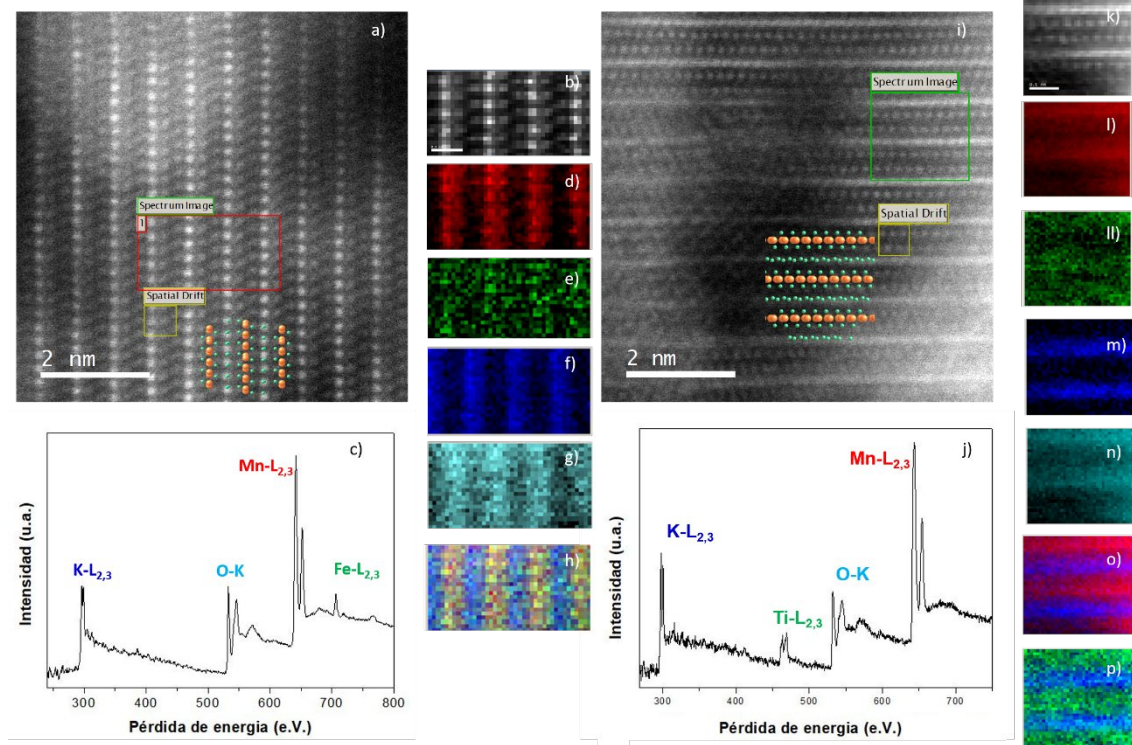 a)
Spectrum Image
1
Spatial Drift
2 nm
b)
d)
e)
f)
g)
h)
i)
Spectrum Image
Spatial Drift
2 nm
k)
l)
ll)
m)
n)
o)
p)
c)
Mn-L2,3
K-L2,3
O-K
Fe-L2,3
Intensidad (u.a.)
300 400 500 600 700 800
Pérdida de energia (e.V.)
j)
Mn-L2,3
K-L2,3
O-K
Ti-L2,3
Intensidad (u.a.)
300 400 500 600 700
Pérdida de energia (e.V.)